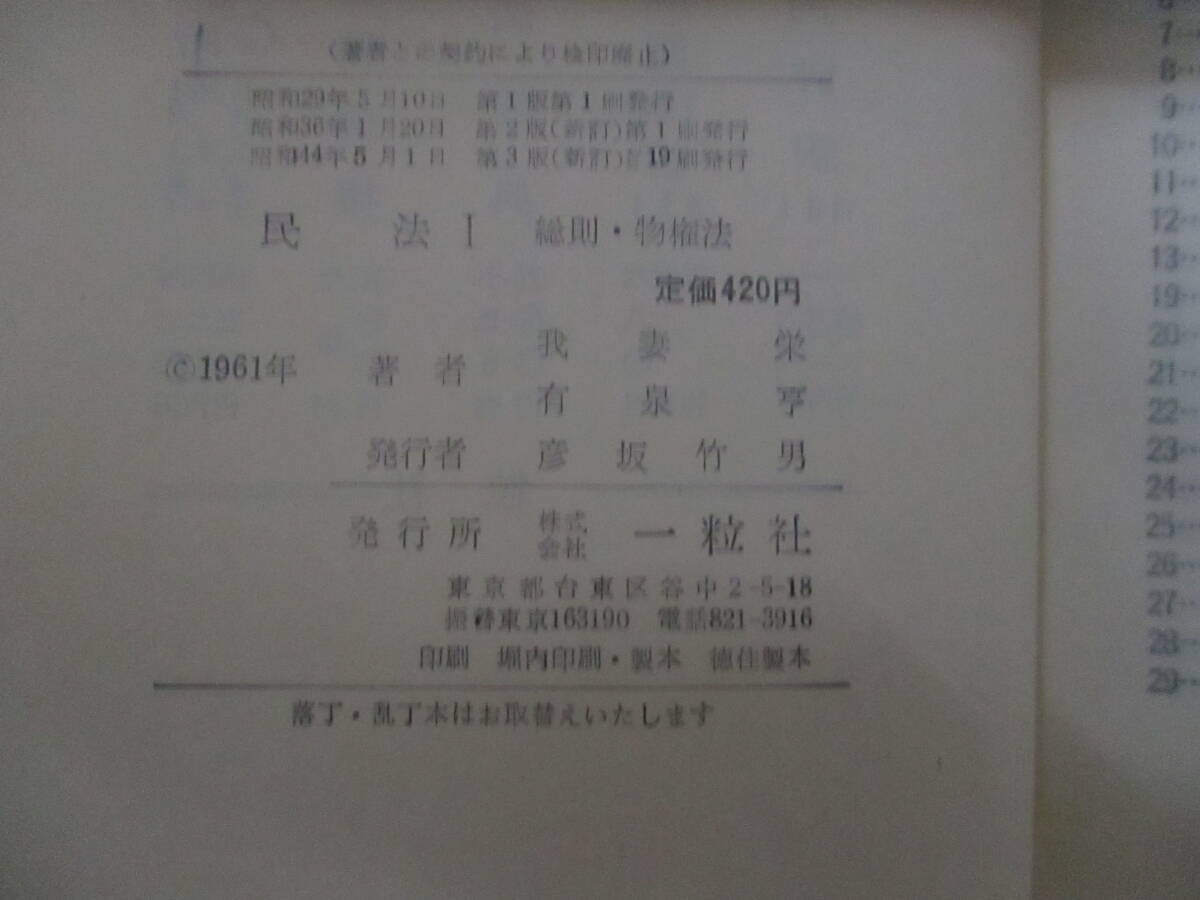 (著者との契約により検印廃止)
昭和29年5月10日 第1版第1刷発行
昭和36年1月20日 第2版(新訂)第1刷発行
昭和44年5月1日 第3版(新訂)第19刷発行
民法I 総則・物権法
定価420円
©1961年 著者 我妻栄
有泉亨
発行者 彦坂竹男
発行所 株式会社 一粒社
東京都台東区谷中2-5-18
振替東京163190 電話821-3916
印刷 堀内印刷・製本 徳住製本
落丁・乱丁本はお取替えいたします
6
7…
8…
9…
10…
11…
12…
13…
19…
20…
21…
22…
23…
24…
25…
26…
27…
28…
29…